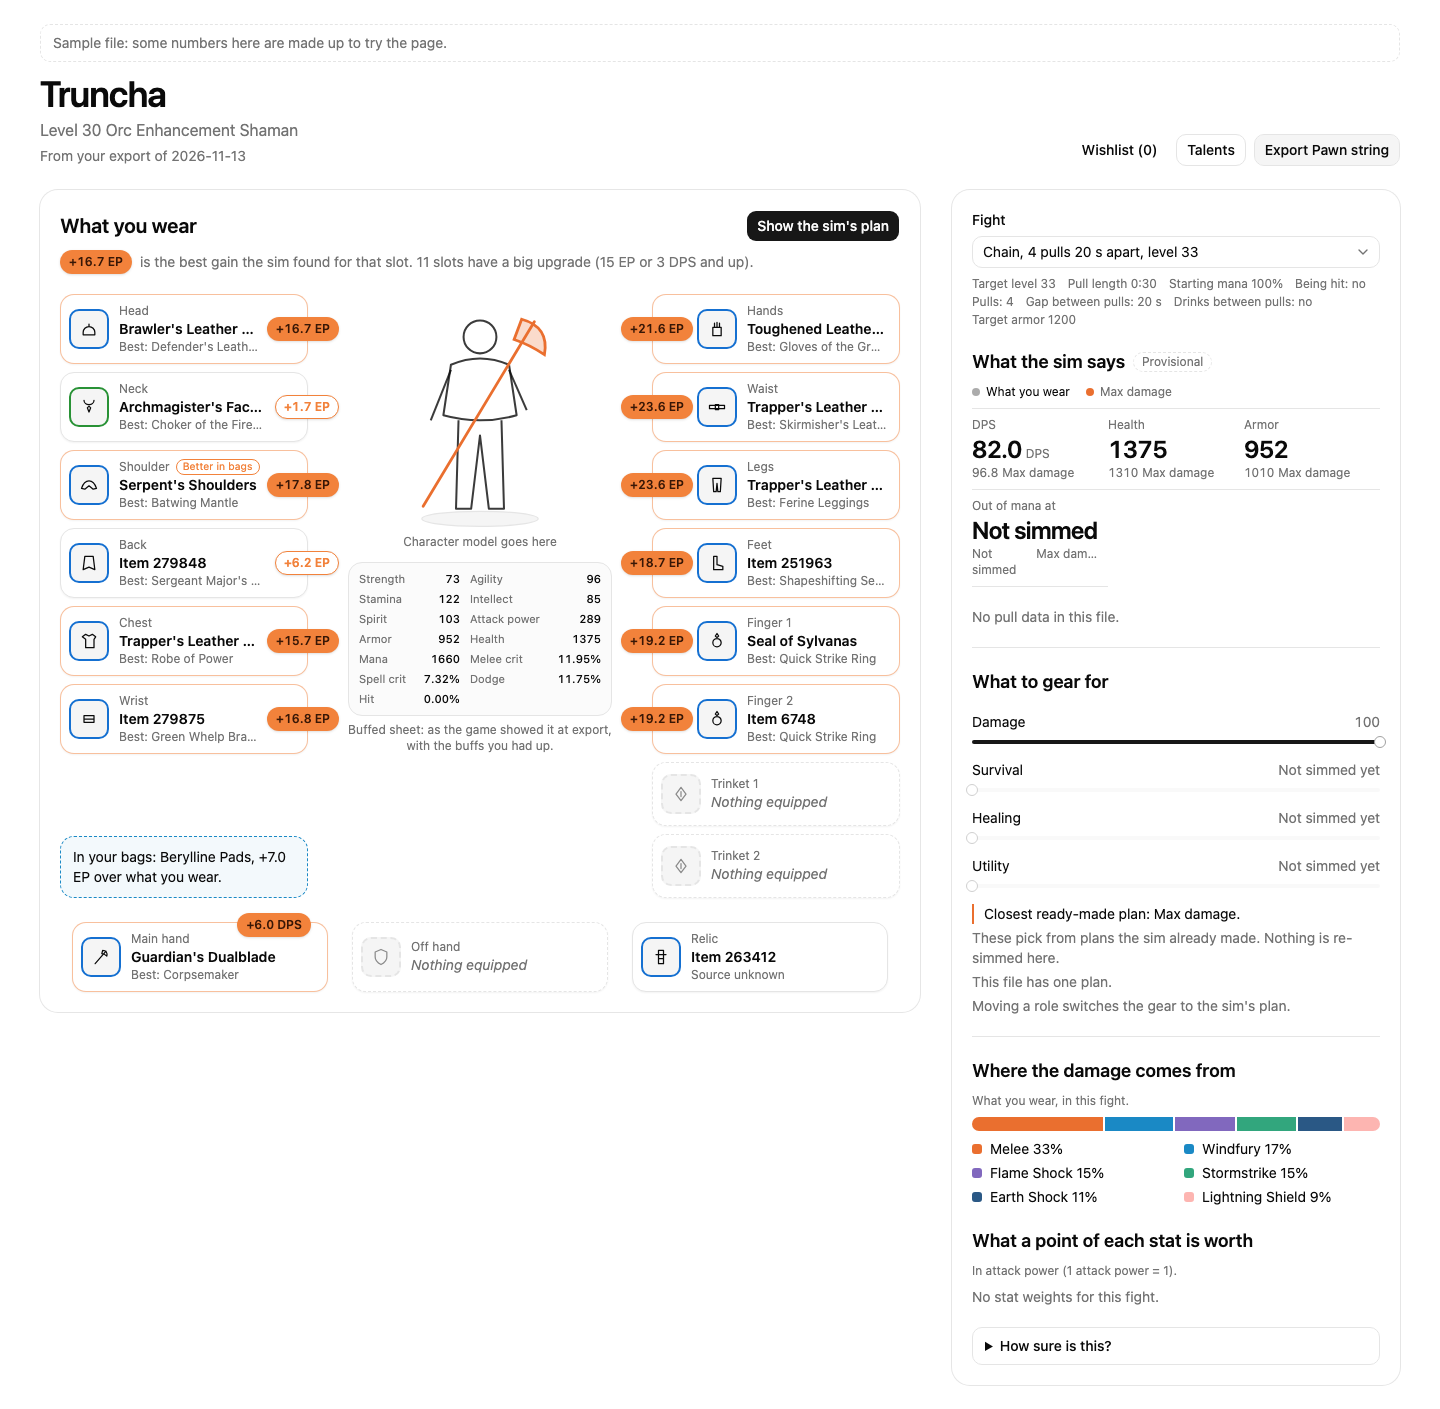 Sample file: some numbers here are made up to try the page.
Truncha
Level 30 Orc Enhancement Shaman
From your export of 2026-11-13
Wishlist (0)
Talents
Export Pawn string
What you wear
Show the sim's plan
+16.7 EP is the best gain the sim found for that slot. 11 slots have a big upgrade (15 EP or 3 DPS and up).
Head
Brawler's Leather ...
Best: Defender's Leath...
+16.7 EP
Neck
Archmagister's Fac...
Best: Choker of the Fire...
+1.7 EP
Shoulder Better in bags
Serpent's Shoulders
Best: Batwing Mantle
+17.8 EP
Back
Item 279848
Best: Sergeant Major's ...
+6.2 EP
Chest
Trapper's Leather ...
Best: Robe of Power
+15.7 EP
Wrist
Item 279875
Best: Green Whelp Bra...
+16.8 EP
In your bags: Berylline Pads, +7.0
EP over what you wear.
Character model goes here
Strength 73 Agility 96
Stamina 122 Intellect 85
Spirit 103 Attack power 289
Armor 952 Health 1375
Mana 1660 Melee crit 11.95%
Spell crit 7.32% Dodge 11.75%
Hit 0.00%
Buffed sheet: as the game showed it at export,
with the buffs you had up.
+21.6 EP
Hands
Toughened Leathe...
Best: Gloves of the Gr...
+23.6 EP
Waist
Trapper's Leather ...
Best: Skirmisher's Leat...
+23.6 EP
Legs
Trapper's Leather ...
Best: Ferine Leggings
+18.7 EP
Feet
Item 251963
Best: Shapeshifting Se...
+19.2 EP
Finger 1
Seal of Sylvanas
Best: Quick Strike Ring
+19.2 EP
Finger 2
Item 6748
Best: Quick Strike Ring
Trinket 1
Nothing equipped
Trinket 2
Nothing equipped
+6.0 DPS
Main hand
Guardian's Dualblade
Best: Corpsemaker
Off hand
Nothing equipped
Relic
Item 263412
Source unknown
Fight
Chain, 4 pulls 20 s apart, level 33
Target level 33 Pull length 0:30 Starting mana 100% Being hit: no
Pulls: 4 Gap between pulls: 20 s Drinks between pulls: no
Target armor 1200
What the sim says Provisional
What you wear Max damage
DPS Health Armor
82.0 DPS 1375 952
96.8 Max damage 1310 Max damage 1010 Max damage
Out of mana at
Not simmed
Not simmed Max dam...
No pull data in this file.
What to gear for
Damage 100
Survival Not simmed yet
Healing Not simmed yet
Utility Not simmed yet
Closest ready-made plan: Max damage.
These pick from plans the sim already made. Nothing is re-
simmed here.
This file has one plan.
Moving a role switches the gear to the sim's plan.
Where the damage comes from
What you wear, in this fight.
Melee 33% Windfury 17%
Flame Shock 15% Stormstrike 15%
Earth Shock 11% Lightning Shield 9%
What a point of each stat is worth
In attack power (1 attack power = 1).
No stat weights for this fight.
How sure is this?